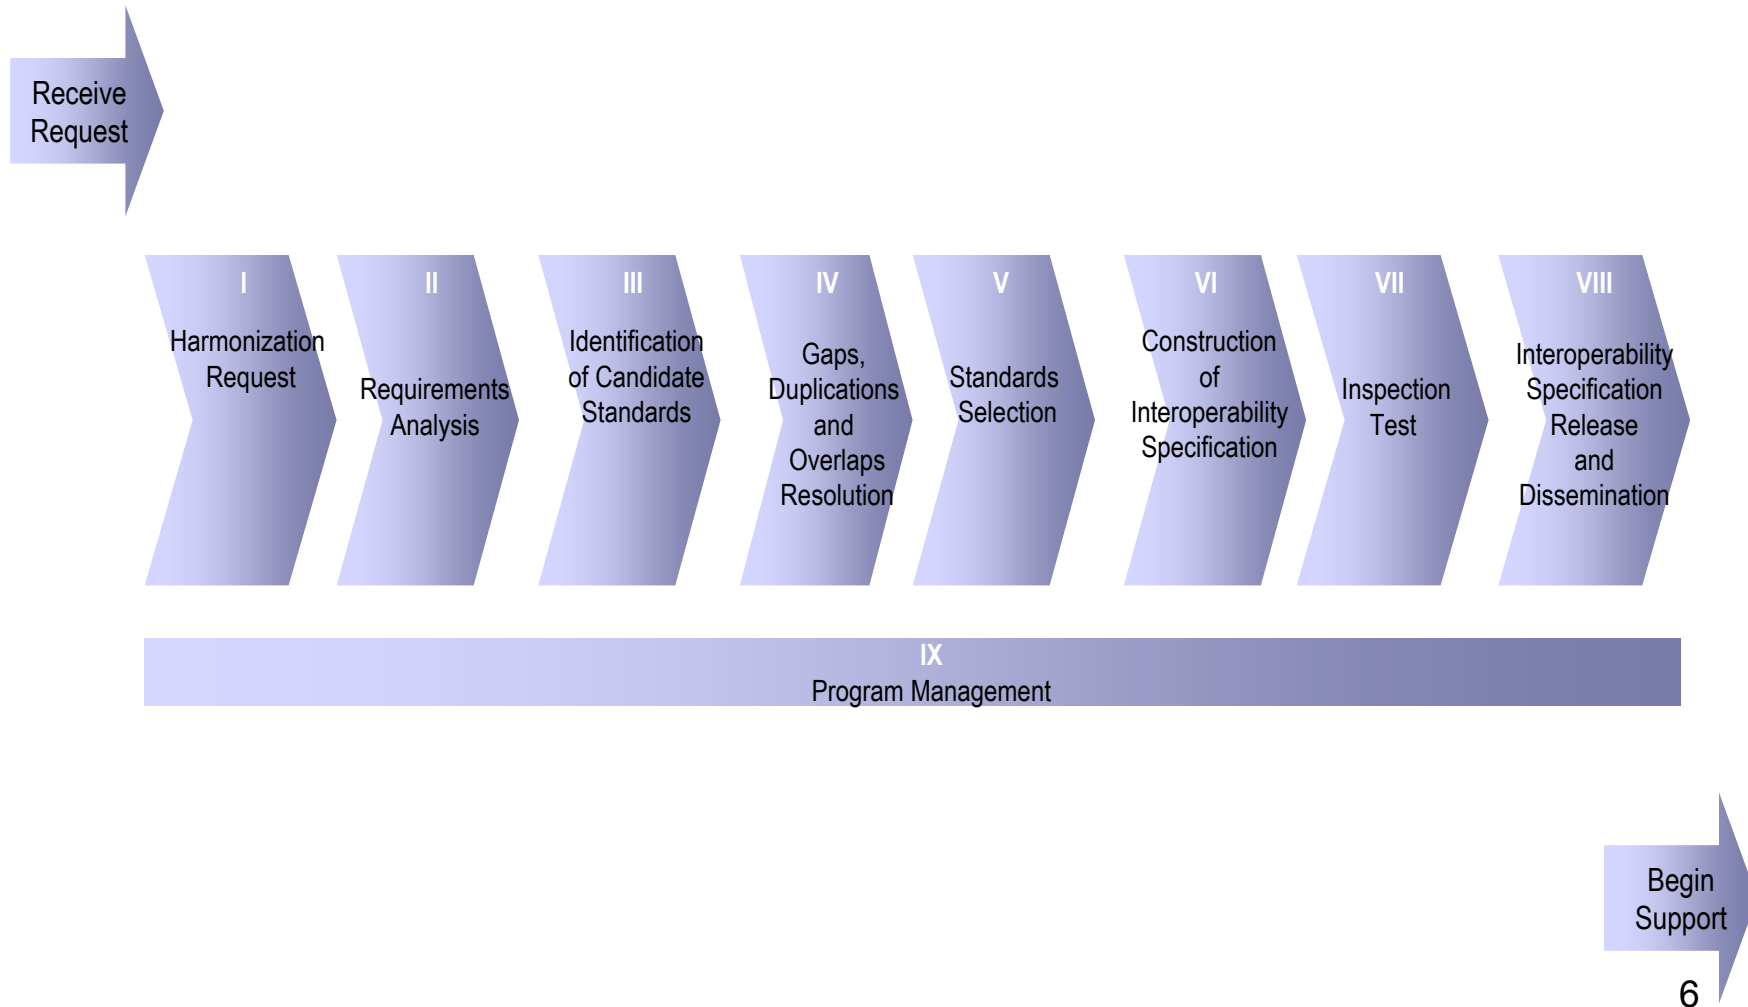 Receive
Request
I
Harmonization
Request
II
Requirements
Analysis
III
Identification
of Candidate
Standards
IV
Gaps,
Duplications
and
Overlaps
Resolution
V
Standards
Selection
VI
Construction
of
Interoperability
Specification
VII
Inspection
Test
VIII
Interoperability
Specification
Release
and
Dissemination
IX
Program Management
Begin
Support
6